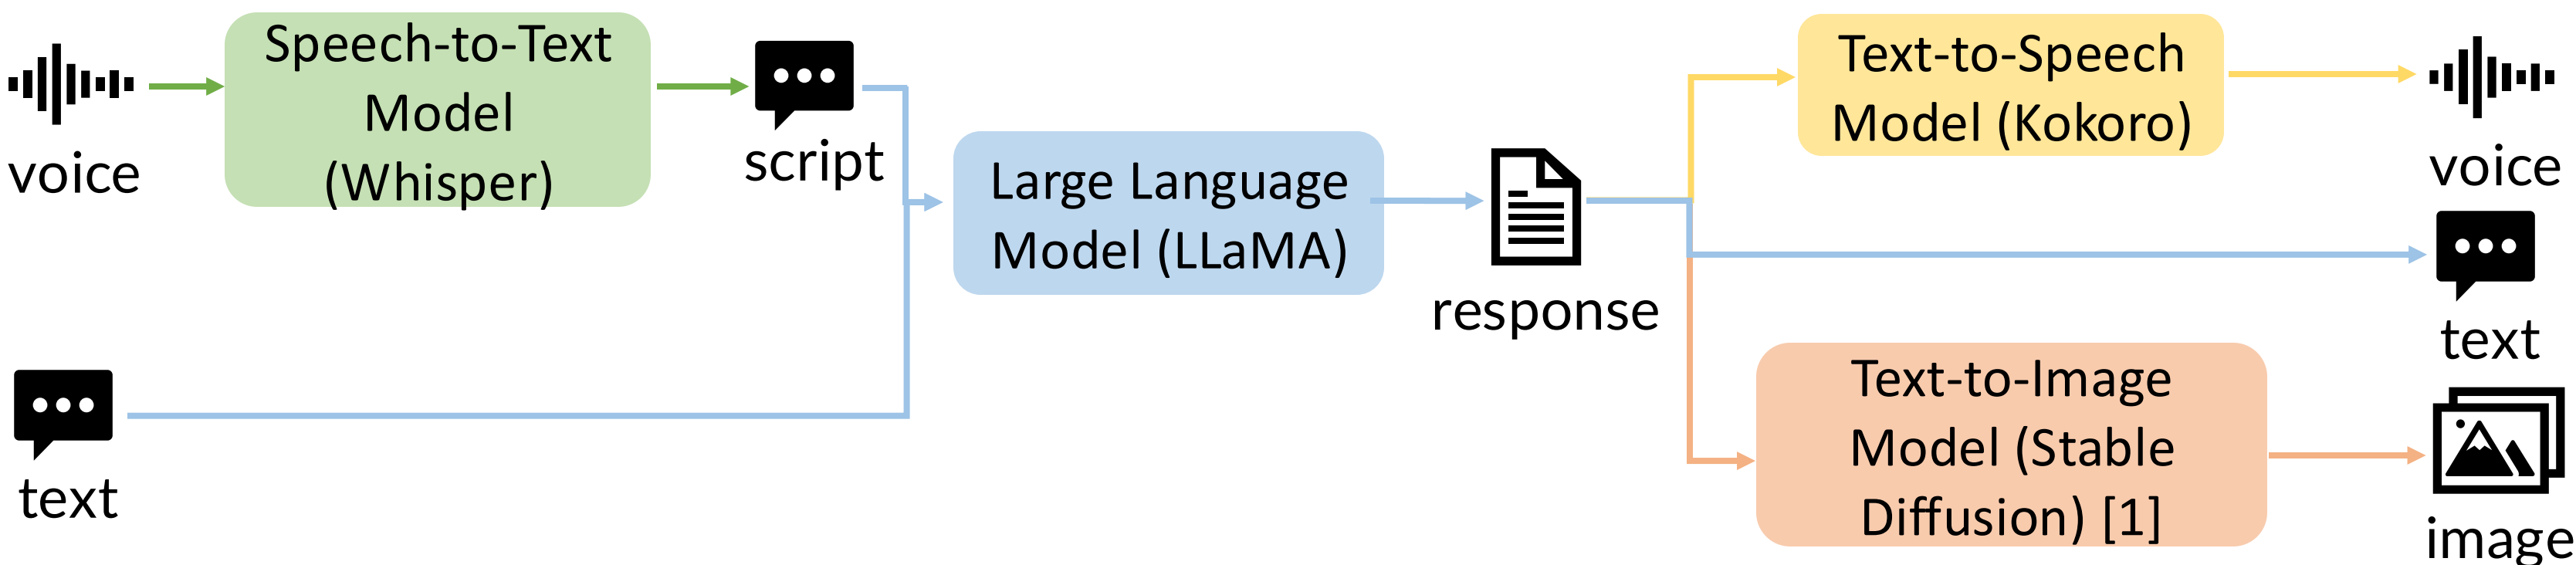 voice
Speech-to-Text
Model
(Whisper)
script
text
Large Language
Model (LLaMA)
response
Text-to-Speech
Model (Kokoro)
voice
text
Text-to-Image
Model (Stable
Diffusion) [1]
image